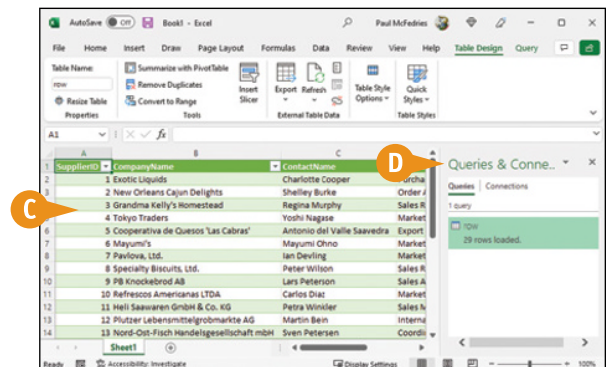 AutoSave Off Book1 - Excel Paul McFedries
File Home Insert Draw Page Layout Formulas Data Review View Help Table Design Query
Table Name:
row
Resize Table
Properties
Summarize with PivotTable
Remove Duplicates
Convert to Range
Insert Slicer
Tools
Export Refresh
External Table Data
Table Style Options
Quick Styles
Table Styles
A1 fx
A B C
1 SupplierID CompanyName ContactName
2 1 Exotic Liquids Charlotte Cooper Purcha
3 2 New Orleans Cajun Delights Shelley Burke Order A
4 3 Grandma Kelly's Homestead Regina Murphy Sales R
5 4 Tokyo Traders Yoshi Nagase Market
6 5 Cooperativa de Quesos 'Las Cabras' Antonio del Valle Saavedra Export
7 6 Mayumi's Mayumi Ohno Market
8 7 Pavlova, Ltd. Ian Devling Market
9 8 Specialty Biscuits, Ltd. Peter Wilson Sales R
10 9 PB Knockebrod AB Lars Peterson Sales A
11 10 Refrescos Americanas LTDA Carlos Diaz Market
12 11 Heli Saawaren GmbH & Co. KG Petra Winkler Sales M
13 12 Plutzer Lebensmittelgrobmarkte AG Martin Bein Interna
14 13 Nord-Ost-Fisch Handelsgesellschaft mbH Sven Petersen Coordi
C
D
Queries & Conne..
Queries Connections
1 query
row
29 rows loaded.
Sheet1
Ready Accessibility: Investigate Display Settings 100%